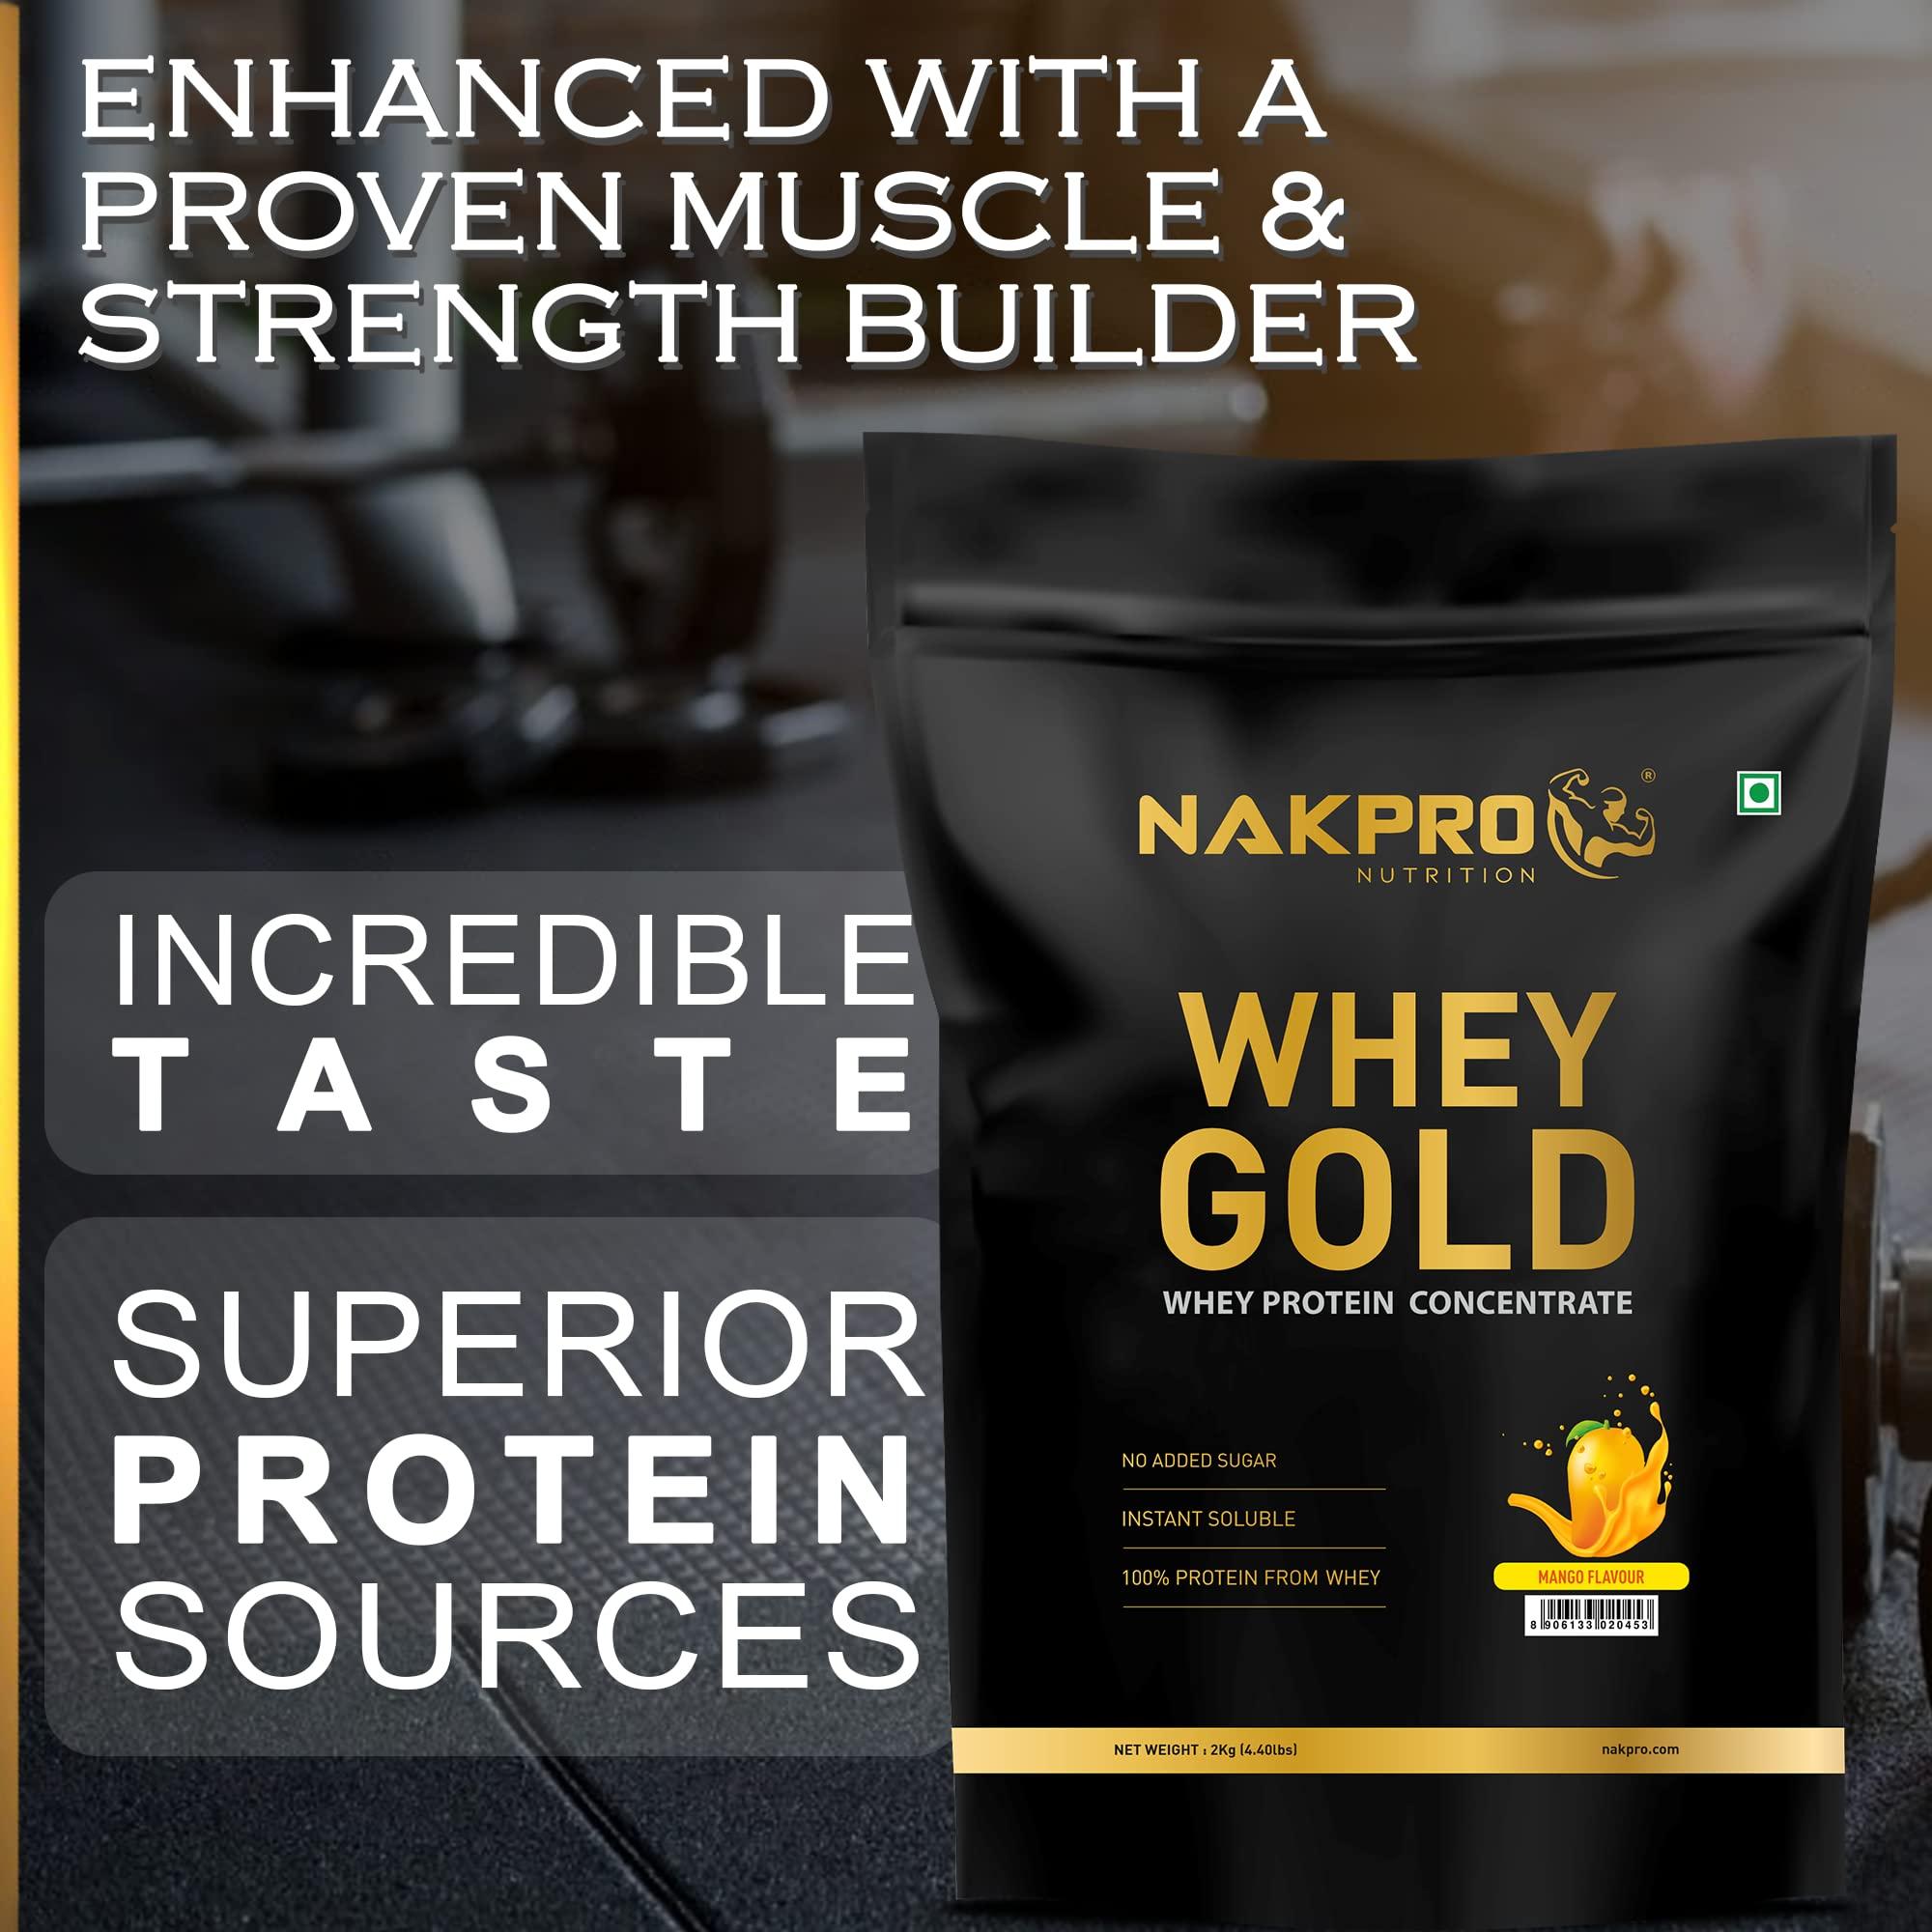 ENHANCED WITH A
PROVEN MUSCLE &
STRENGTH BUILDER
INCREDIBLE
TASTE
SUPERIOR
PROTEIN
SOURCES
NAKPRO ®
NUTRITION
WHEY
GOLD
WHEY PROTEIN CONCENTRATE
NO ADDED SUGAR
INSTANT SOLUBLE
100% PROTEIN FROM WHEY
MANGO FLAVOUR
8 906133 020453
NET WEIGHT : 2Kg (4.40lbs)
nakpro.com